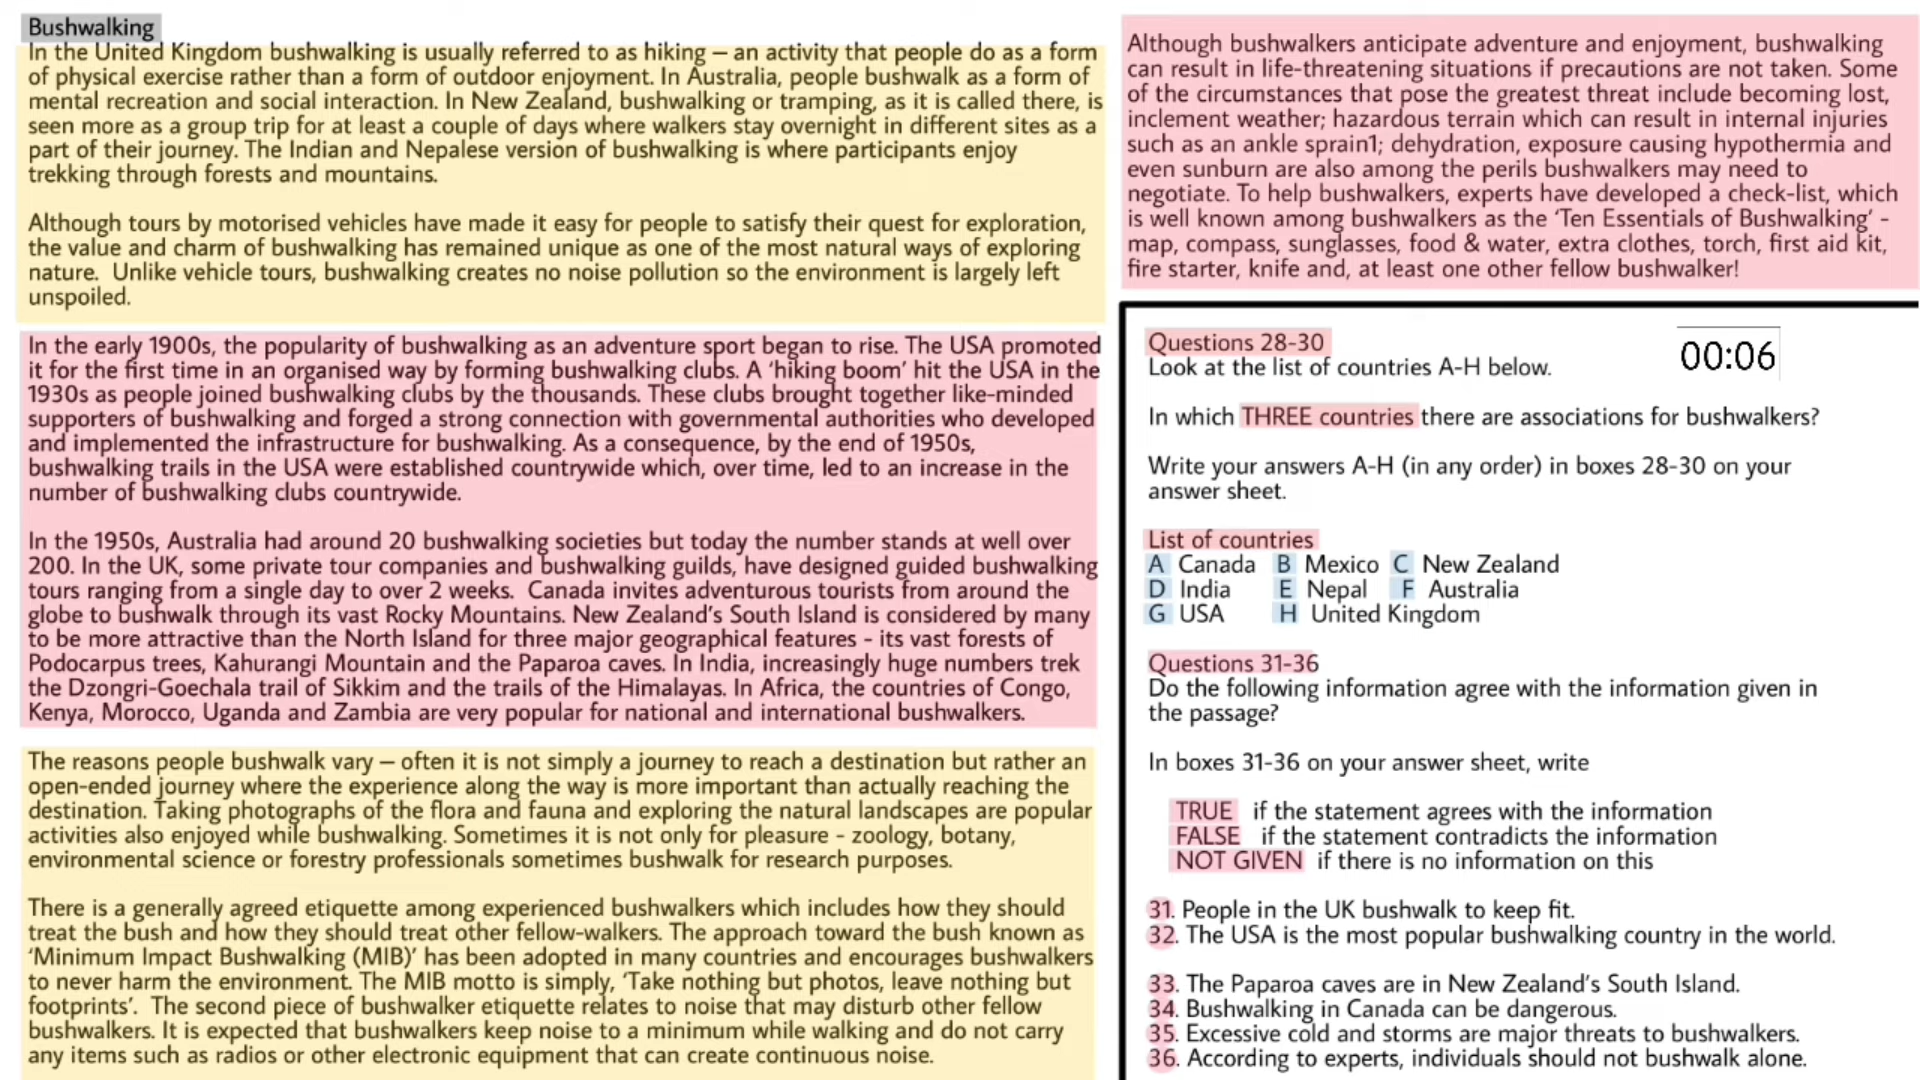 Bushwalking
In the United Kingdom bushwalking is usually referred to as hiking – an activity that people do as a form
of physical exercise rather than a form of outdoor enjoyment. In Australia, people bushwalk as a form of
mental recreation and social interaction. In New Zealand, bushwalking or tramping, as it is called there, is
seen more as a group trip for at least a couple of days where walkers stay overnight in different sites as a
part of their journey. The Indian and Nepalese version of bushwalking is where participants enjoy
trekking through forests and mountains.
Although tours by motorised vehicles have made it easy for people to satisfy their quest for exploration,
the value and charm of bushwalking has remained unique as one of the most natural ways of exploring
nature. Unlike vehicle tours, bushwalking creates no noise pollution so the environment is largely left
unspoiled.
In the early 1900s, the popularity of bushwalking as an adventure sport began to rise. The USA promoted
it for the first time in an organised way by forming bushwalking clubs. A ‘hiking boom’ hit the USA in the
1930s as people joined bushwalking clubs by the thousands. These clubs brought together like-minded
supporters of bushwalking and forged a strong connection with governmental authorities who developed
and implemented the infrastructure for bushwalking. As a consequence, by the end of 1950s,
bushwalking trails in the USA were established countrywide which, over time, led to an increase in the
number of bushwalking clubs countrywide.
In the 1950s, Australia had around 20 bushwalking societies but today the number stands at well over
200. In the UK, some private tour companies and bushwalking guilds, have designed guided bushwalking
tours ranging from a single day to over 2 weeks. Canada invites adventurous tourists from around the
globe to bushwalk through its vast Rocky Mountains. New Zealand’s South Island is considered by many
to be more attractive than the North Island for three major geographical features - its vast forests of
Podocarpus trees, Kahurangi Mountain and the Paparoa caves. In India, increasingly huge numbers trek
the Dzongri-Goechala trail of Sikkim and the trails of the Himalayas. In Africa, the countries of Congo,
Kenya, Morocco, Uganda and Zambia are very popular for national and international bushwalkers.
The reasons people bushwalk vary – often it is not simply a journey to reach a destination but rather an
open-ended journey where the experience along the way is more important than actually reaching the
destination. Taking photographs of the flora and fauna and exploring the natural landscapes are popular
activities also enjoyed while bushwalking. Sometimes it is not only for pleasure - zoology, botany,
environmental science or forestry professionals sometimes bushwalk for research purposes.
There is a generally agreed etiquette among experienced bushwalkers which includes how they should
treat the bush and how they should treat other fellow-walkers. The approach toward the bush known as
‘Minimum Impact Bushwalking (MIB)’ has been adopted in many countries and encourages bushwalkers
to never harm the environment. The MIB motto is simply, ‘Take nothing but photos, leave nothing but
footprints’. The second piece of bushwalker etiquette relates to noise that may disturb other fellow
bushwalkers. It is expected that bushwalkers keep noise to a minimum while walking and do not carry
any items such as radios or other electronic equipment that can create continuous noise.
Although bushwalkers anticipate adventure and enjoyment, bushwalking
can result in life-threatening situations if precautions are not taken. Some
of the circumstances that pose the greatest threat include becoming lost,
inclement weather; hazardous terrain which can result in internal injuries
such as an ankle sprain1; dehydration, exposure causing hypothermia and
even sunburn are also among the perils bushwalkers may need to
negotiate. To help bushwalkers, experts have developed a check-list, which
is well known among bushwalkers as the ‘Ten Essentials of Bushwalking’ -
map, compass, sunglasses, food & water, extra clothes, torch, first aid kit,
fire starter, knife and, at least one other fellow bushwalker!
Questions 28-30
00:06
Look at the list of countries A-H below.
In which THREE countries there are associations for bushwalkers?
Write your answers A-H (in any order) in boxes 28-30 on your
answer sheet.
List of countries
A Canada B Mexico C New Zealand
D India E Nepal F Australia
G USA H United Kingdom
Questions 31-36
Do the following information agree with the information given in
the passage?
In boxes 31-36 on your answer sheet, write
TRUE if the statement agrees with the information
FALSE if the statement contradicts the information
NOT GIVEN if there is no information on this
31. People in the UK bushwalk to keep fit.
32. The USA is the most popular bushwalking country in the world.
33. The Paparoa caves are in New Zealand’s South Island.
34. Bushwalking in Canada can be dangerous.
35. Excessive cold and storms are major threats to bushwalkers.
36. According to experts, individuals should not bushwalk alone.